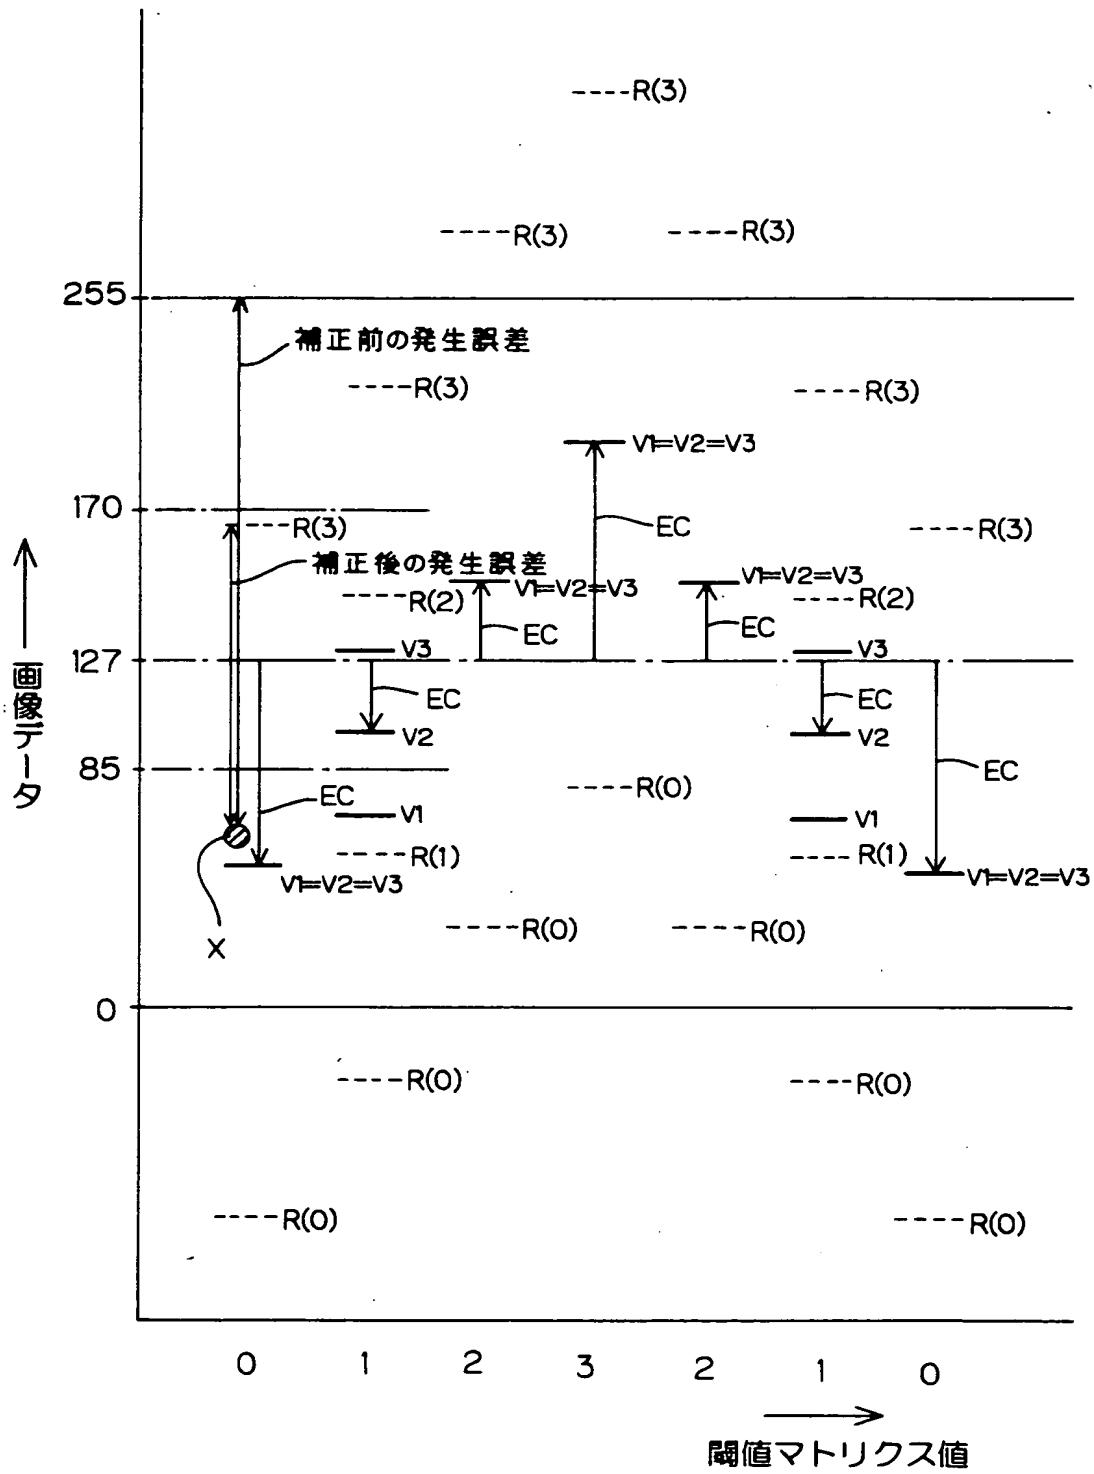 R(3)
R(3)
R(3)
255
補正前の発生誤差
R(3)
R(3)
V1=V2=V3
170
R(3)
EC
R(3)
補正後の発生誤差
V1=V2=V3
V1=V2=V3
R(2)
R(2)
EC
EC
V3
V3
127
EC
EC
V2
V2
85
EC
R(0)
EC
V1
V1
R(1)
R(1)
V1=V2=V3
V1=V2=V3
X
R(0)
R(0)
0
R(0)
R(0)
R(0)
R(0)
画像データ
0 1 2 3 2 1 0
閾値マトリクス値